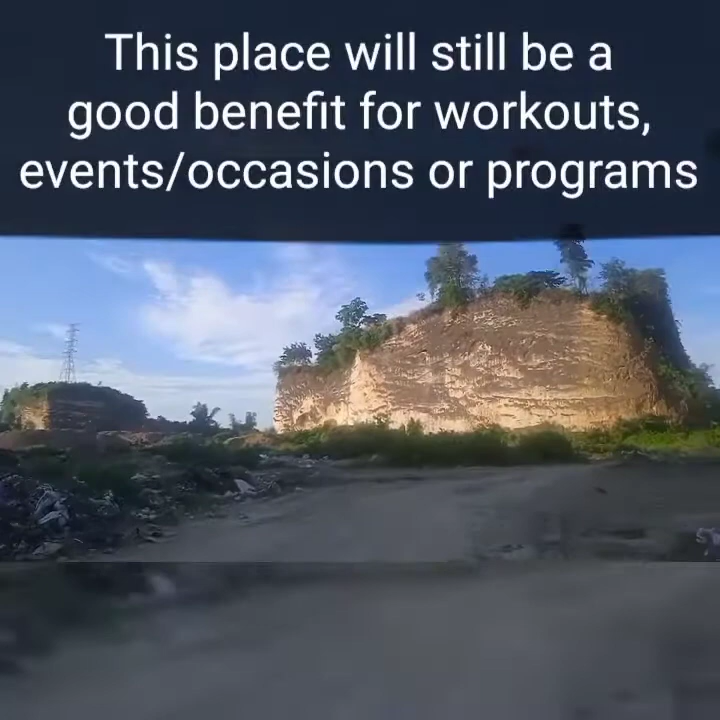 This place will still be a
good benefit for workouts,
events/occasions or programs